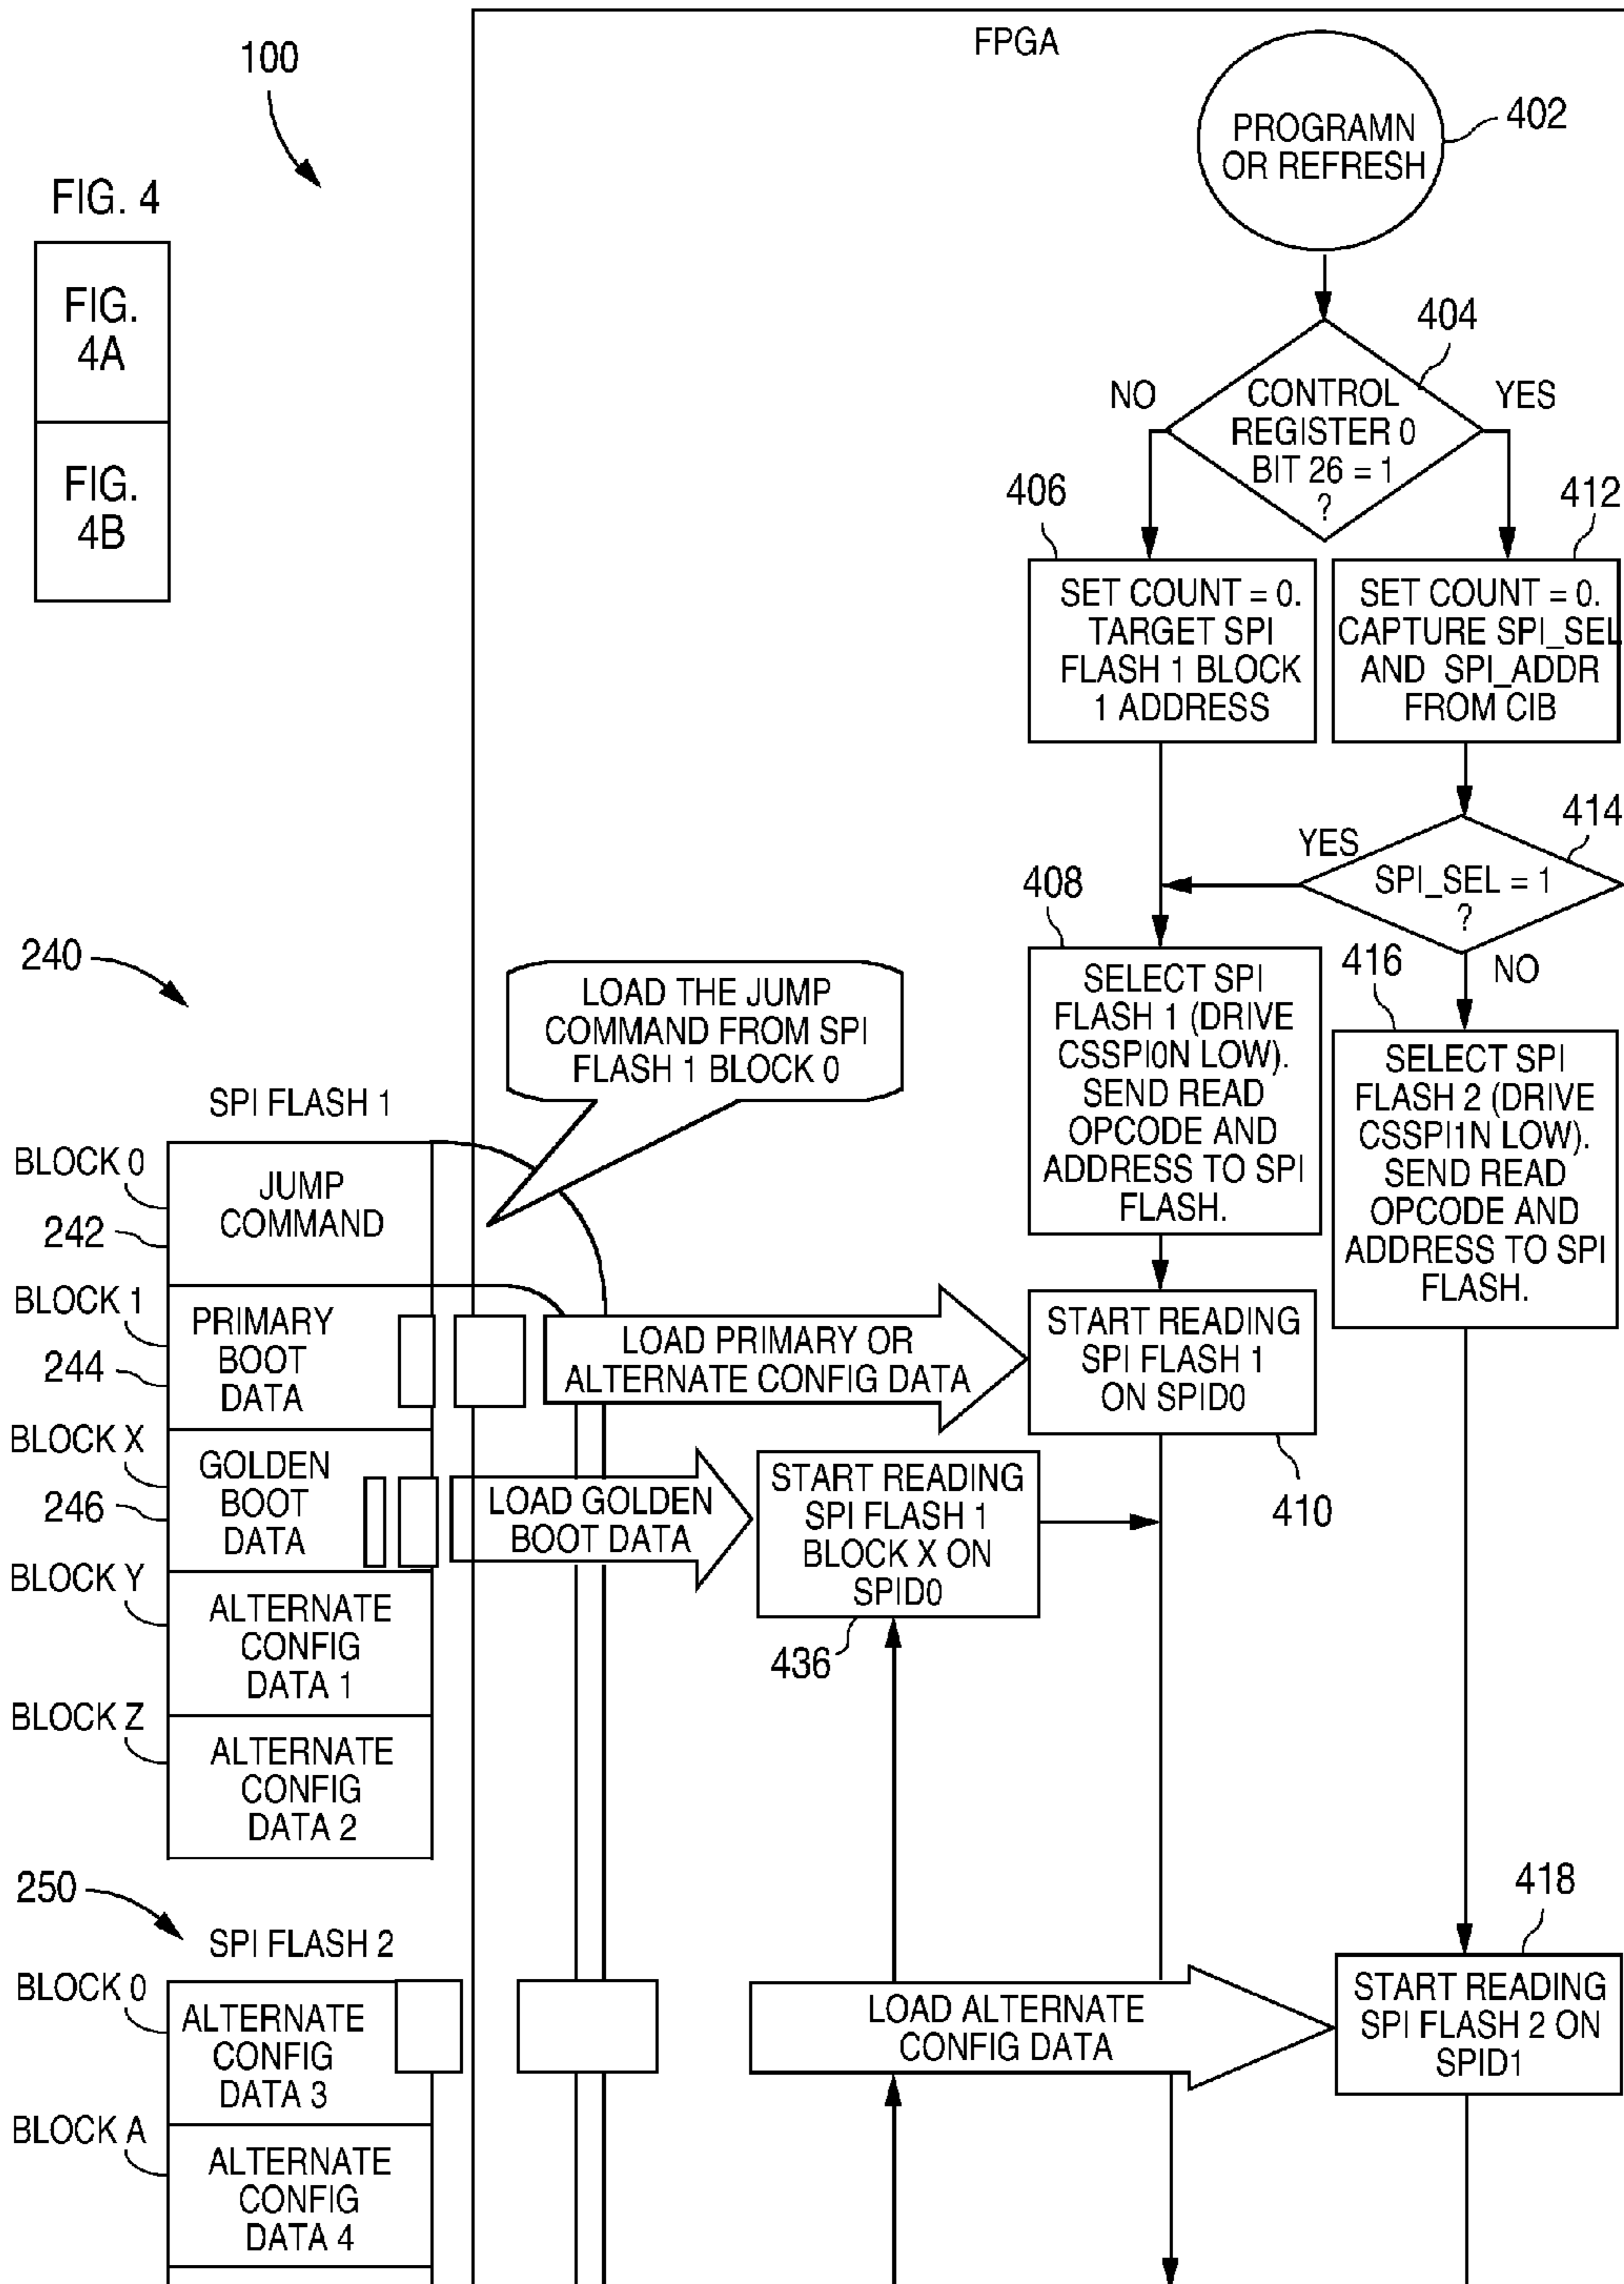 FPGA
100
PROGRAMN
OR REFRESH
402
FIG. 4
FIG.
4A
FIG.
4B
404
NO
CONTROL
REGISTER 0
BIT 26 = 1
?
YES
406
412
SET COUNT = 0.
TARGET SPI
FLASH 1 BLOCK
1 ADDRESS
SET COUNT = 0.
CAPTURE SPI_SEL
AND SPI_ADDR
FROM CIB
414
YES
SPI_SEL = 1
?
NO
408
SELECT SPI
FLASH 1 (DRIVE
CSSPI0N LOW).
SEND READ
OPCODE AND
ADDRESS TO SPI
FLASH.
416
SELECT SPI
FLASH 2 (DRIVE
CSSPI1N LOW).
SEND READ
OPCODE AND
ADDRESS TO SPI
FLASH.
240
LOAD THE JUMP
COMMAND FROM SPI
FLASH 1 BLOCK 0
SPI FLASH 1
BLOCK 0
JUMP
COMMAND
242
BLOCK 1
PRIMARY
BOOT
DATA
244
LOAD PRIMARY OR
ALTERNATE CONFIG DATA
START READING
SPI FLASH 1
ON SPID0
410
BLOCK X
GOLDEN
BOOT
DATA
246
LOAD GOLDEN
BOOT DATA
START READING
SPI FLASH 1
BLOCK X ON
SPID0
436
BLOCK Y
ALTERNATE
CONFIG
DATA 1
BLOCK Z
ALTERNATE
CONFIG
DATA 2
250
SPI FLASH 2
418
BLOCK 0
ALTERNATE
CONFIG
DATA 3
LOAD ALTERNATE
CONFIG DATA
START READING
SPI FLASH 2 ON
SPID1
BLOCK A
ALTERNATE
CONFIG
DATA 4